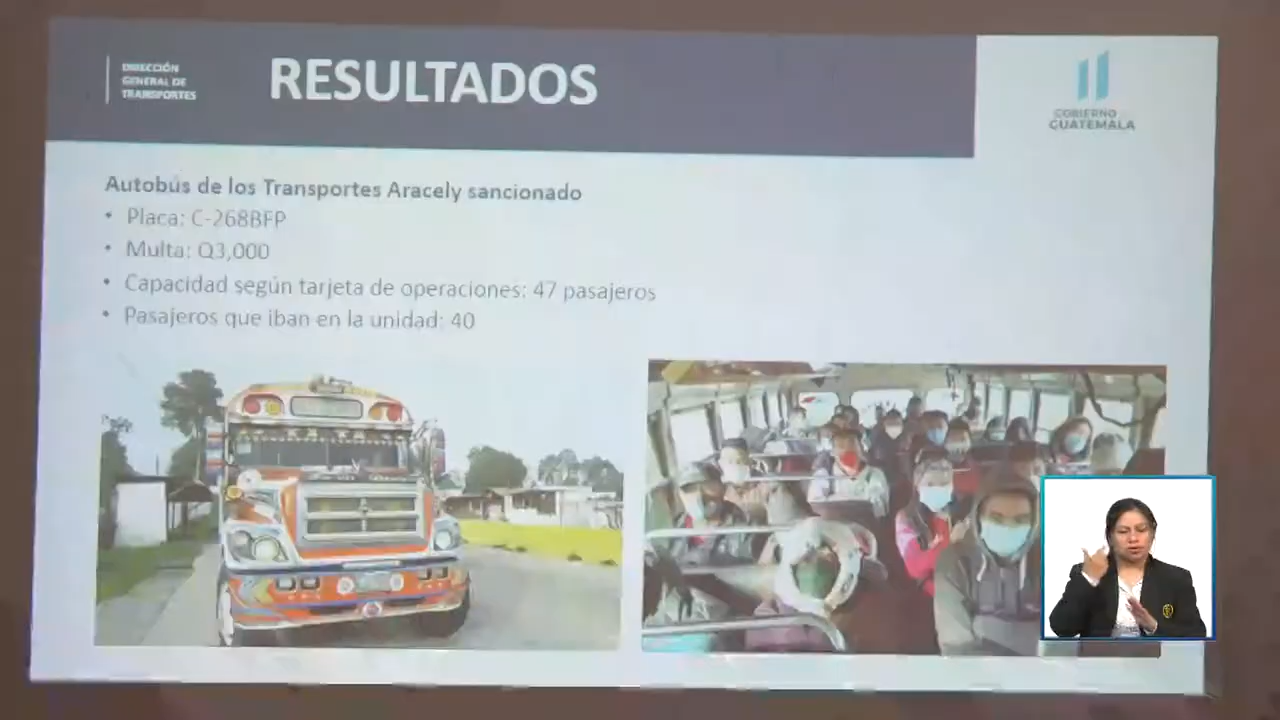 DIRECCIÓN
GENERAL DE
TRANSPORTES
RESULTADOS
GOBIERNO
GUATEMALA
Autobús de los Transportes Aracely sancionado
• Placa: C-268BFP
• Multa: Q3,000
• Capacidad según tarjeta de operaciones: 47 pasajeros
• Pasajeros que iban en la unidad: 40